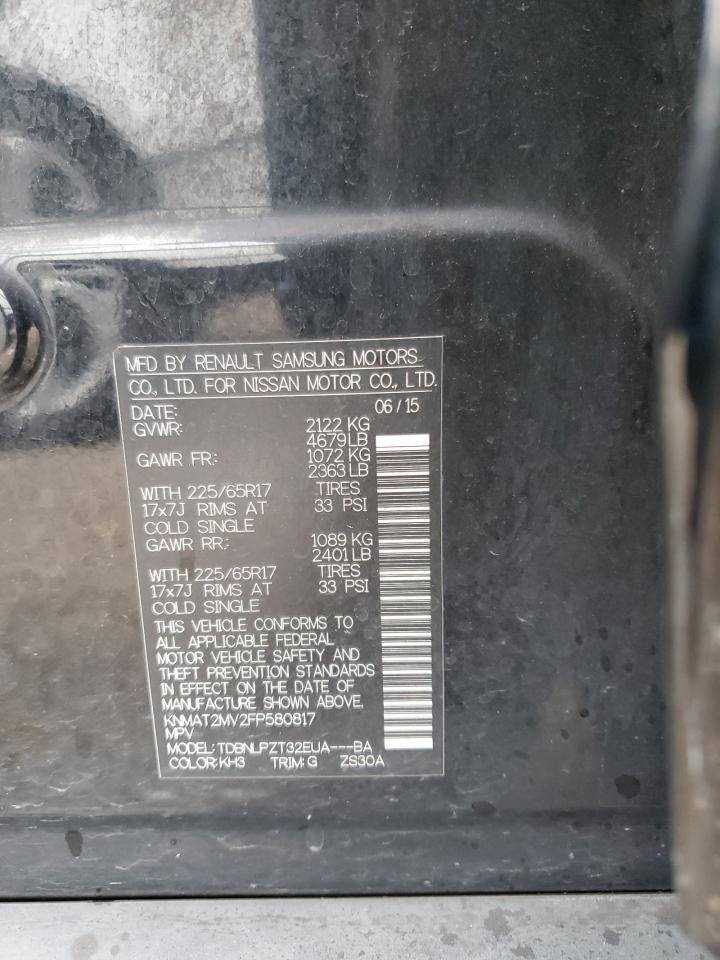 MFD BY RENAULT SAMSUNG MOTORS
CO., LTD. FOR NISSAN MOTOR CO., LTD.
DATE: 06 / 15
GVWR: 2122 KG
4679 LB
GAWR FR: 1072 KG
2363 LB
WITH 225/65R17 TIRES
17x7J RIMS AT 33 PSI
COLD SINGLE
GAWR RR: 1089 KG
2401 LB
WITH 225/65R17 TIRES
17x7J RIMS AT 33 PSI
COLD SINGLE
THIS VEHICLE CONFORMS TO
ALL APPLICABLE FEDERAL
MOTOR VEHICLE SAFETY AND
THEFT PREVENTION STANDARDS
IN EFFECT ON THE DATE OF
MANUFACTURE SHOWN ABOVE.
KNMAT2MV2FP580817
MPV
MODEL: TDBNLPZT32EUA---BA
COLOR: KH3 TRIM: G ZS30A